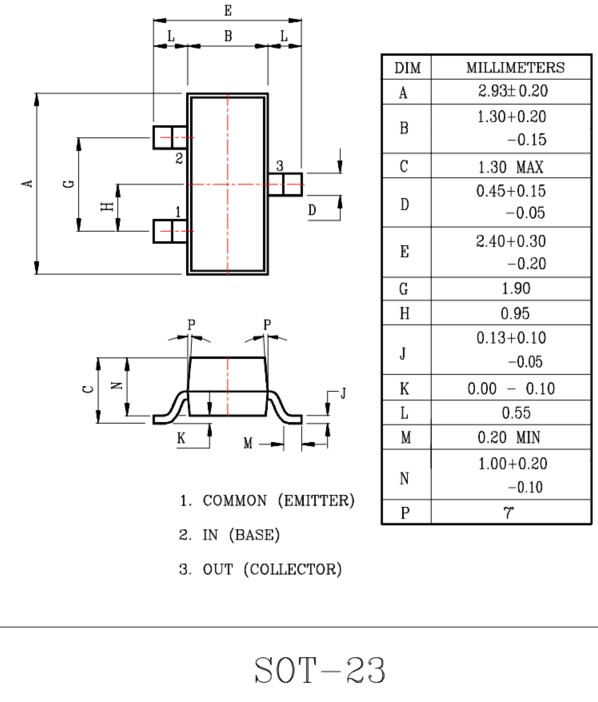 E
L B L
A
G
H
2
1
3
D
DIM MILLIMETERS
A 2.93±0.20
B 1.30+0.20
−0.15
C 1.30 MAX
D 0.45+0.15
−0.05
E 2.40+0.30
−0.20
G 1.90
H 0.95
J 0.13+0.10
−0.05
K 0.00 − 0.10
L 0.55
M 0.20 MIN
N 1.00+0.20
−0.10
P 7°
P P
C
N
K
M
J
1. COMMON (EMITTER)
2. IN (BASE)
3. OUT (COLLECTOR)
SOT−23